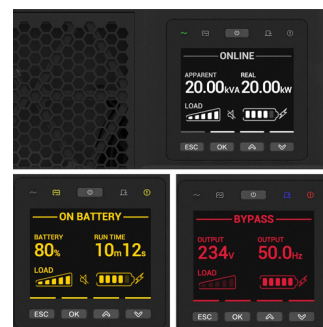 ONLINE
APPARENT REAL
20.00kVA 20.00kW
LOAD
ESC OK
ON BATTERY
BATTERY RUN TIME
80% 10m12s
LOAD
ESC OK
BYPASS
OUTPUT OUTPUT
234V 50.0Hz
LOAD
ESC OK